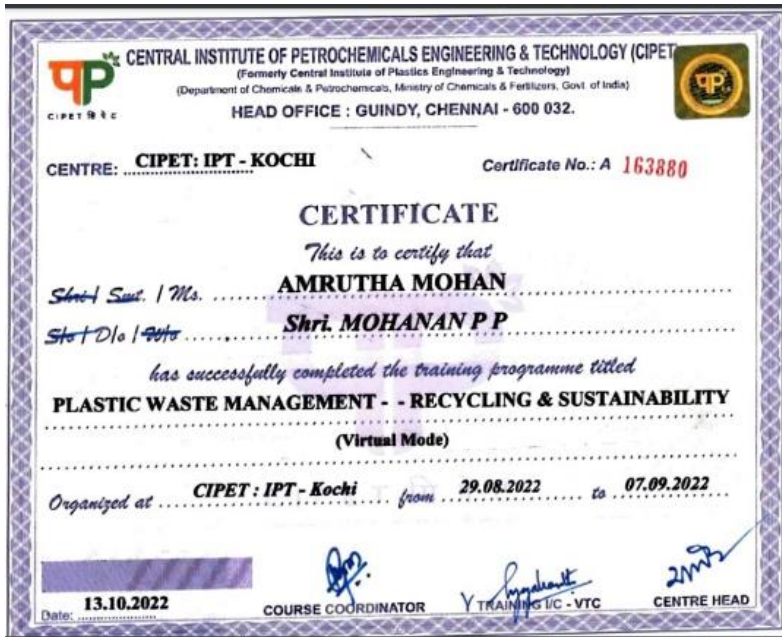 CENTRAL INSTITUTE OF PETROCHEMICALS ENGINEERING & TECHNOLOGY (CIPET)
(Formerly Central Institute of Plastics Engineering & Technology)
(Department of Chemicals & Petrochemicals, Ministry of Chemicals & Fertilizers, Govt. of India)
HEAD OFFICE : GUINDY, CHENNAI - 600 032.
CENTRE: CIPET: IPT - KOCHI
Certificate No.: A 163880
CERTIFICATE
This is to certify that
Shri / Smt. / Ms. AMRUTHA MOHAN
S/o / D/o / W/o Shri. MOHANAN P P
has successfully completed the training programme titled
PLASTIC WASTE MANAGEMENT - - RECYCLING & SUSTAINABILITY
(Virtual Mode)
Organized at CIPET : IPT - Kochi from 29.08.2022 to 07.09.2022
Date: 13.10.2022
COURSE COORDINATOR
TRAINING I/C - VTC
CENTRE HEAD